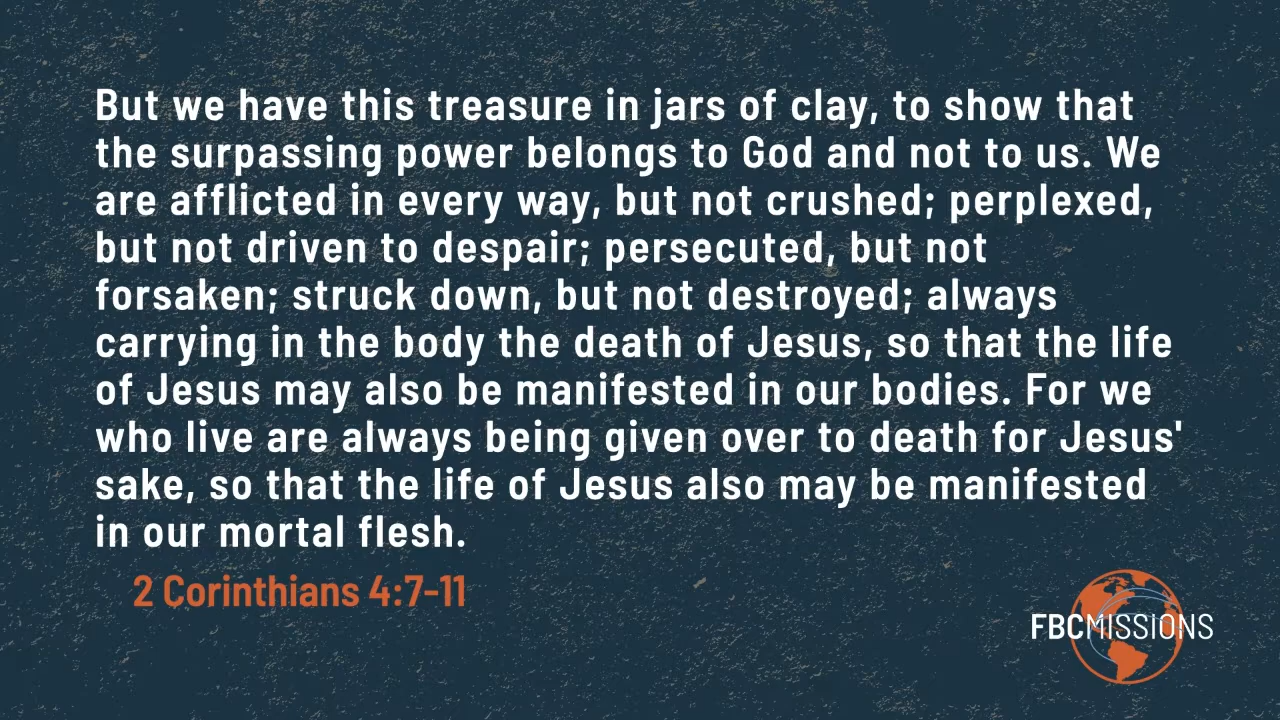 But we have this treasure in jars of clay, to show that
the surpassing power belongs to God and not to us. We
are afflicted in every way, but not crushed; perplexed,
but not driven to despair; persecuted, but not
forsaken; struck down, but not destroyed; always
carrying in the body the death of Jesus, so that the life
of Jesus may also be manifested in our bodies. For we
who live are always being given over to death for Jesus'
sake, so that the life of Jesus also may be manifested
in our mortal flesh.
2 Corinthians 4:7-11
FBCMISSIONS